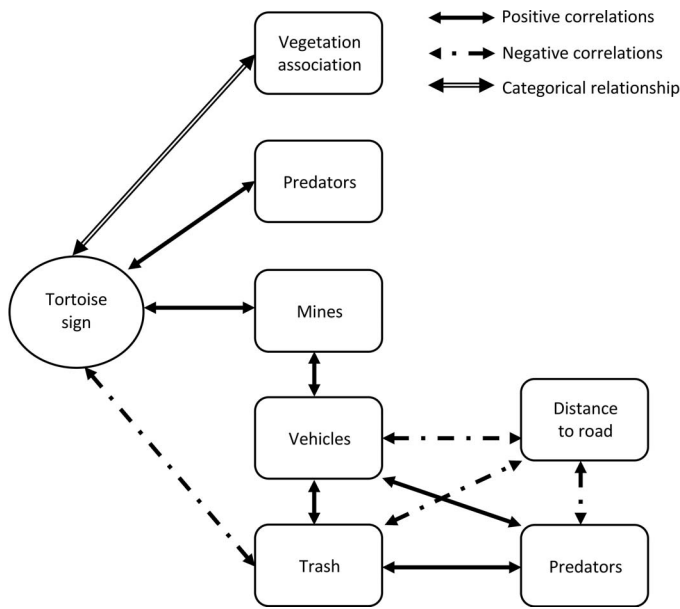 Vegetation
association
Positive correlations
Negative correlations
Categorical relationship
Predators
Tortoise
sign
Mines
Vehicles
Distance
to road
Trash
Predators